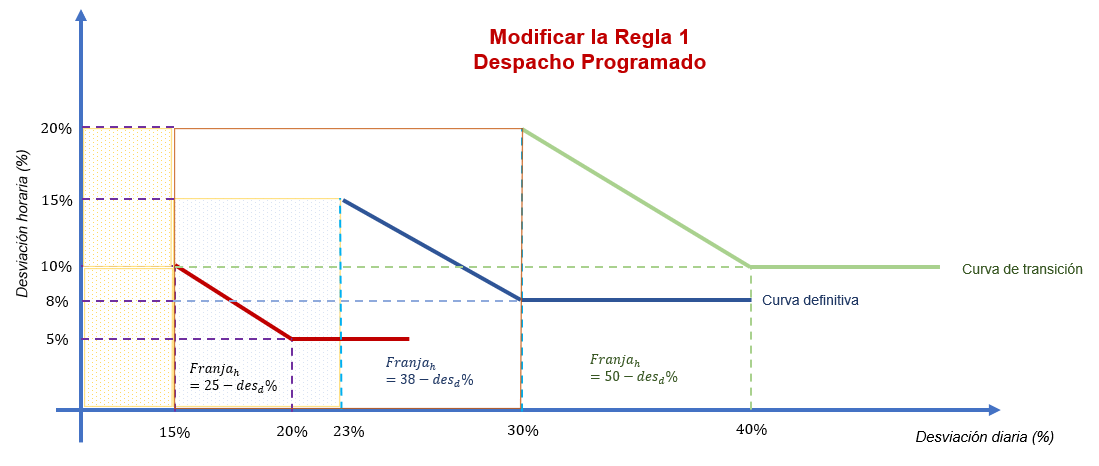 Modificar la Regla 1
Despacho Programado
Desviación horaria (%)
20%
15%
10%
8%
5%
Curva de transición
Curva definitiva
Franjaₕ
= 25 − des_d%
Franjaₕ
= 38 − des_d%
Franjaₕ
= 50 − des_d%
15%
20%
23%
30%
40%
Desviación diaria (%)